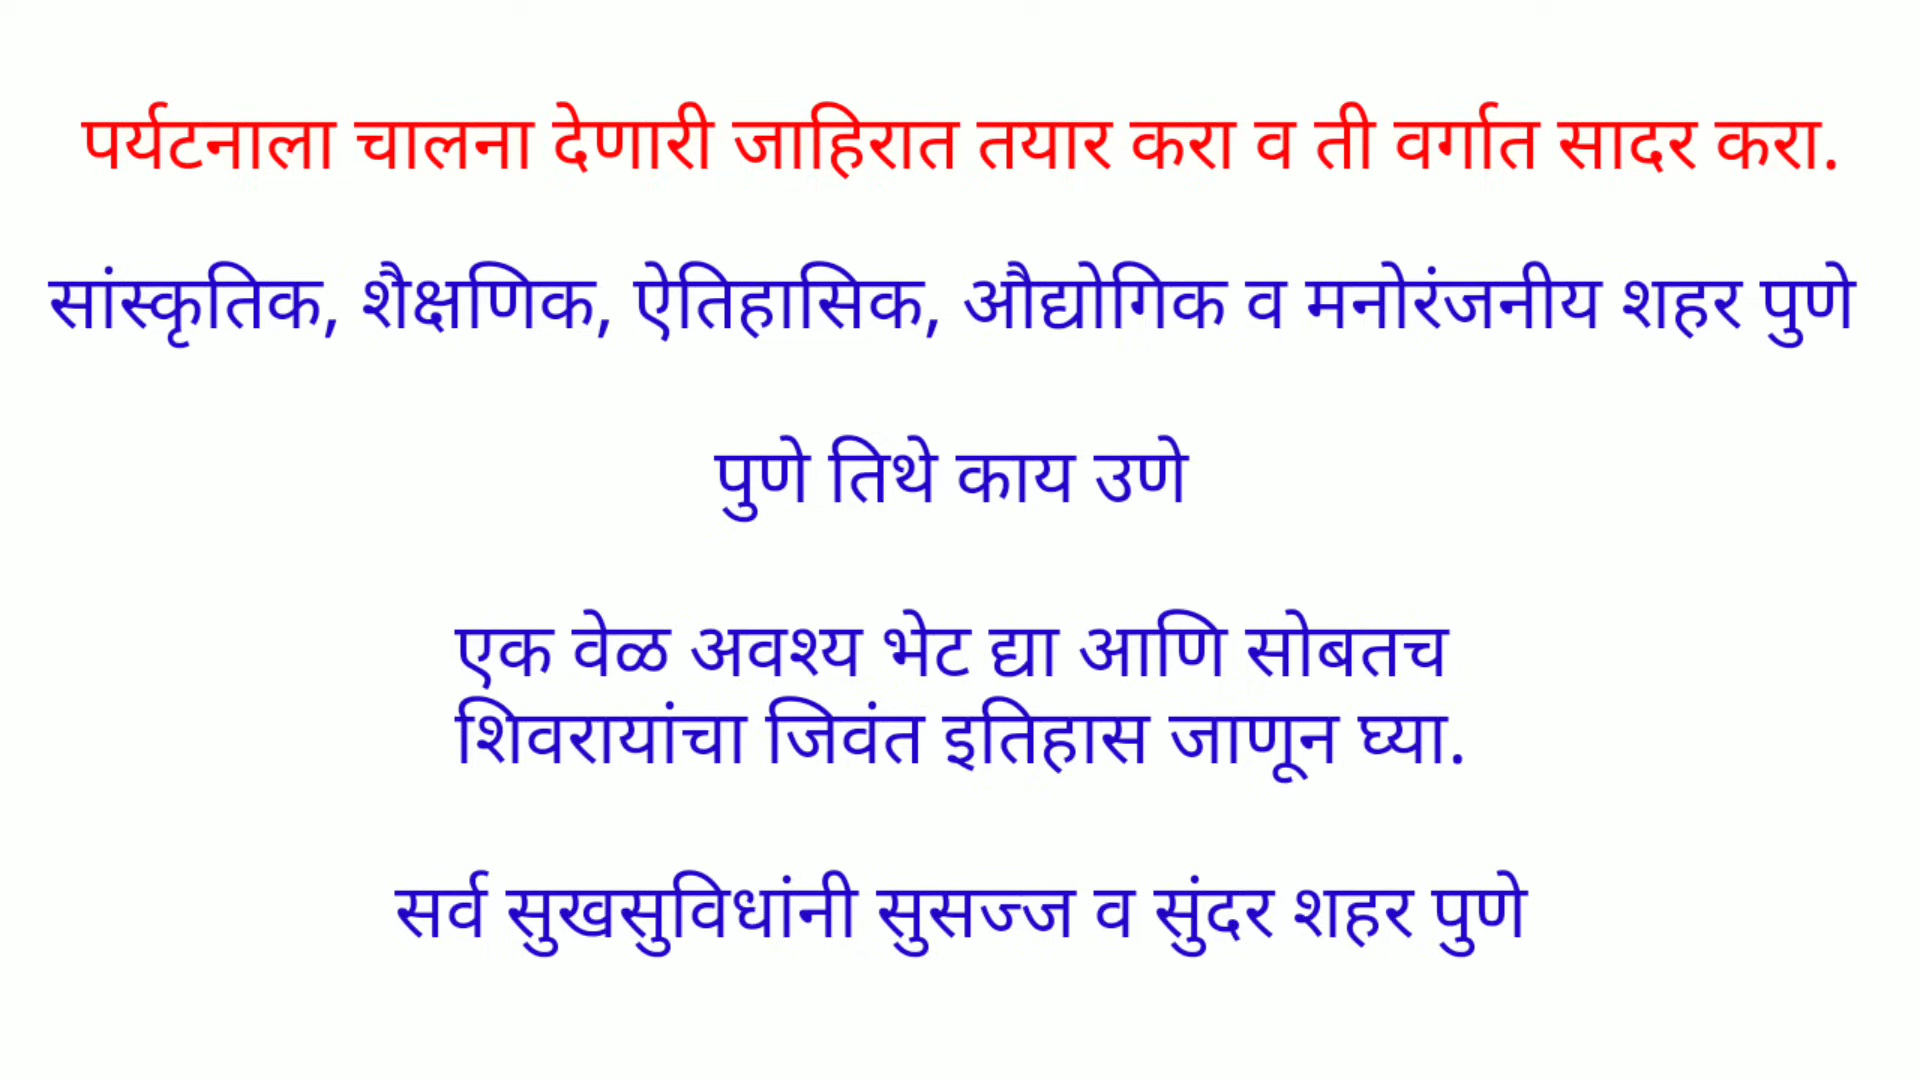 पर्यटनाला चालना देणारी जाहिरात तयार करा व ती वर्गात सादर करा.
सांस्कृतिक, शैक्षणिक, ऐतिहासिक, औद्योगिक व मनोरंजनीय शहर पुणे
पुणे तिथे काय उणे
एक वेळ अवश्य भेट द्या आणि सोबतच
शिवरायांचा जिवंत इतिहास जाणून घ्या.
सर्व सुखसुविधांनी सुसज्ज व सुंदर शहर पुणे